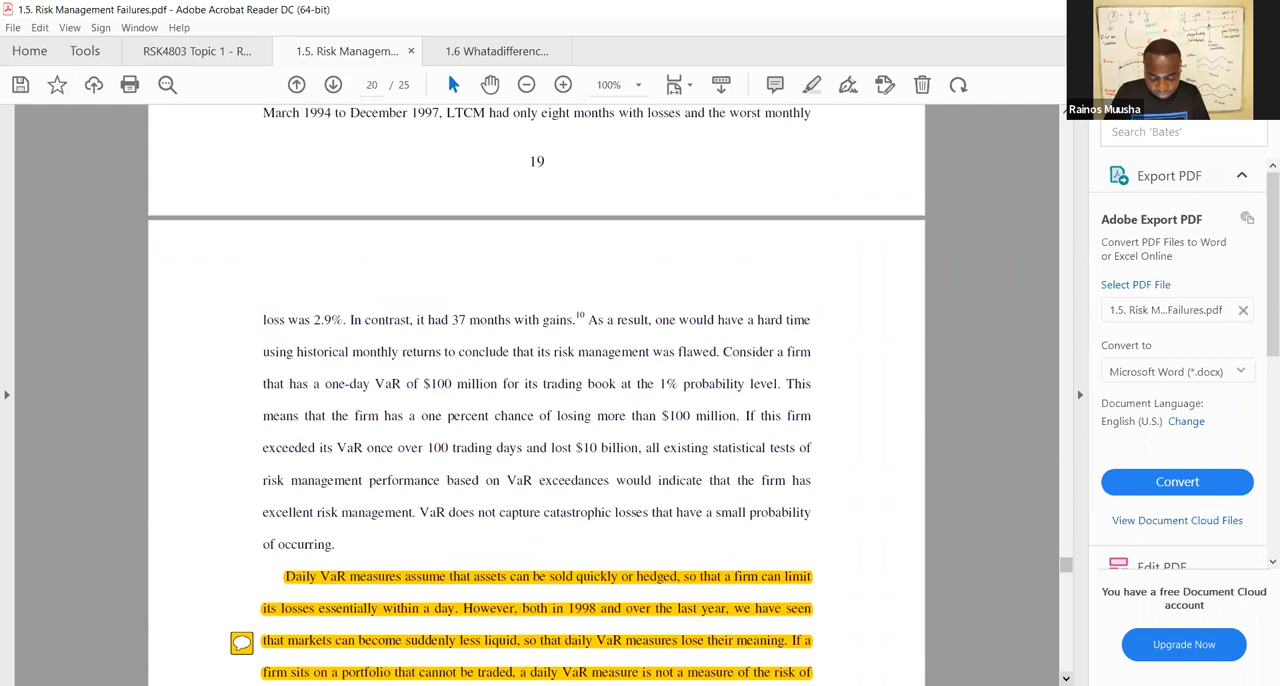 1.5. Risk Management Failures.pdf - Adobe Acrobat Reader DC (64-bit)
File Edit View Sign Window Help
Home Tools RSK4803 Topic 1 - R... 1.5. Risk Managem... × 1.6 Whatadifferenc...
20 / 25 100%
Rainos Muusha
March 1994 to December 1997, LTCM had only eight months with losses and the worst monthly
19
loss was 2.9%. In contrast, it had 37 months with gains.10 As a result, one would have a hard time
using historical monthly returns to conclude that its risk management was flawed. Consider a firm
that has a one-day VaR of $100 million for its trading book at the 1% probability level. This
means that the firm has a one percent chance of losing more than $100 million. If this firm
exceeded its VaR once over 100 trading days and lost $10 billion, all existing statistical tests of
risk management performance based on VaR exceedances would indicate that the firm has
excellent risk management. VaR does not capture catastrophic losses that have a small probability
of occurring.
Daily VaR measures assume that assets can be sold quickly or hedged, so that a firm can limit
its losses essentially within a day. However, both in 1998 and over the last year, we have seen
that markets can become suddenly less liquid, so that daily VaR measures lose their meaning. If a
firm sits on a portfolio that cannot be traded, a daily VaR measure is not a measure of the risk of
Search 'Bates'
Export PDF
Adobe Export PDF
Convert PDF Files to Word
or Excel Online
Select PDF File
1.5. Risk M...Failures.pdf
Convert to
Microsoft Word (*.docx)
Document Language:
English (U.S.) Change
Convert
View Document Cloud Files
Edit PDF
You have a free Document Cloud
account
Upgrade Now